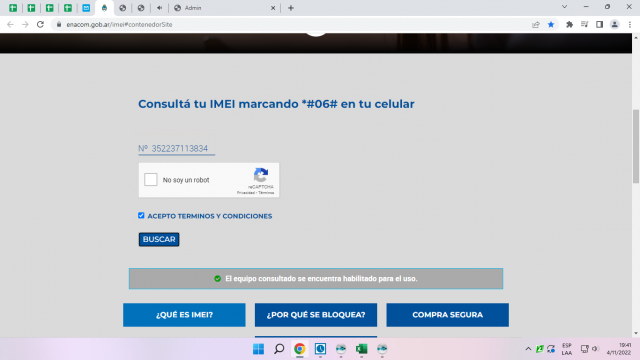 Admin
enacom.gob.ar/imei#contenedorSite
Consultá tu IMEI marcando *#06# en tu celular
Nº 352237113834
No soy un robot
reCAPTCHA
Privacidad - Términos
ACEPTO TERMINOS Y CONDICIONES
BUSCAR
El equipo consultado se encuentra habilitado para el uso.
¿QUÉ ES IMEI?
¿POR QUÉ SE BLOQUEA?
COMPRA SEGURA
ESP
LAA
19:41
4/11/2022